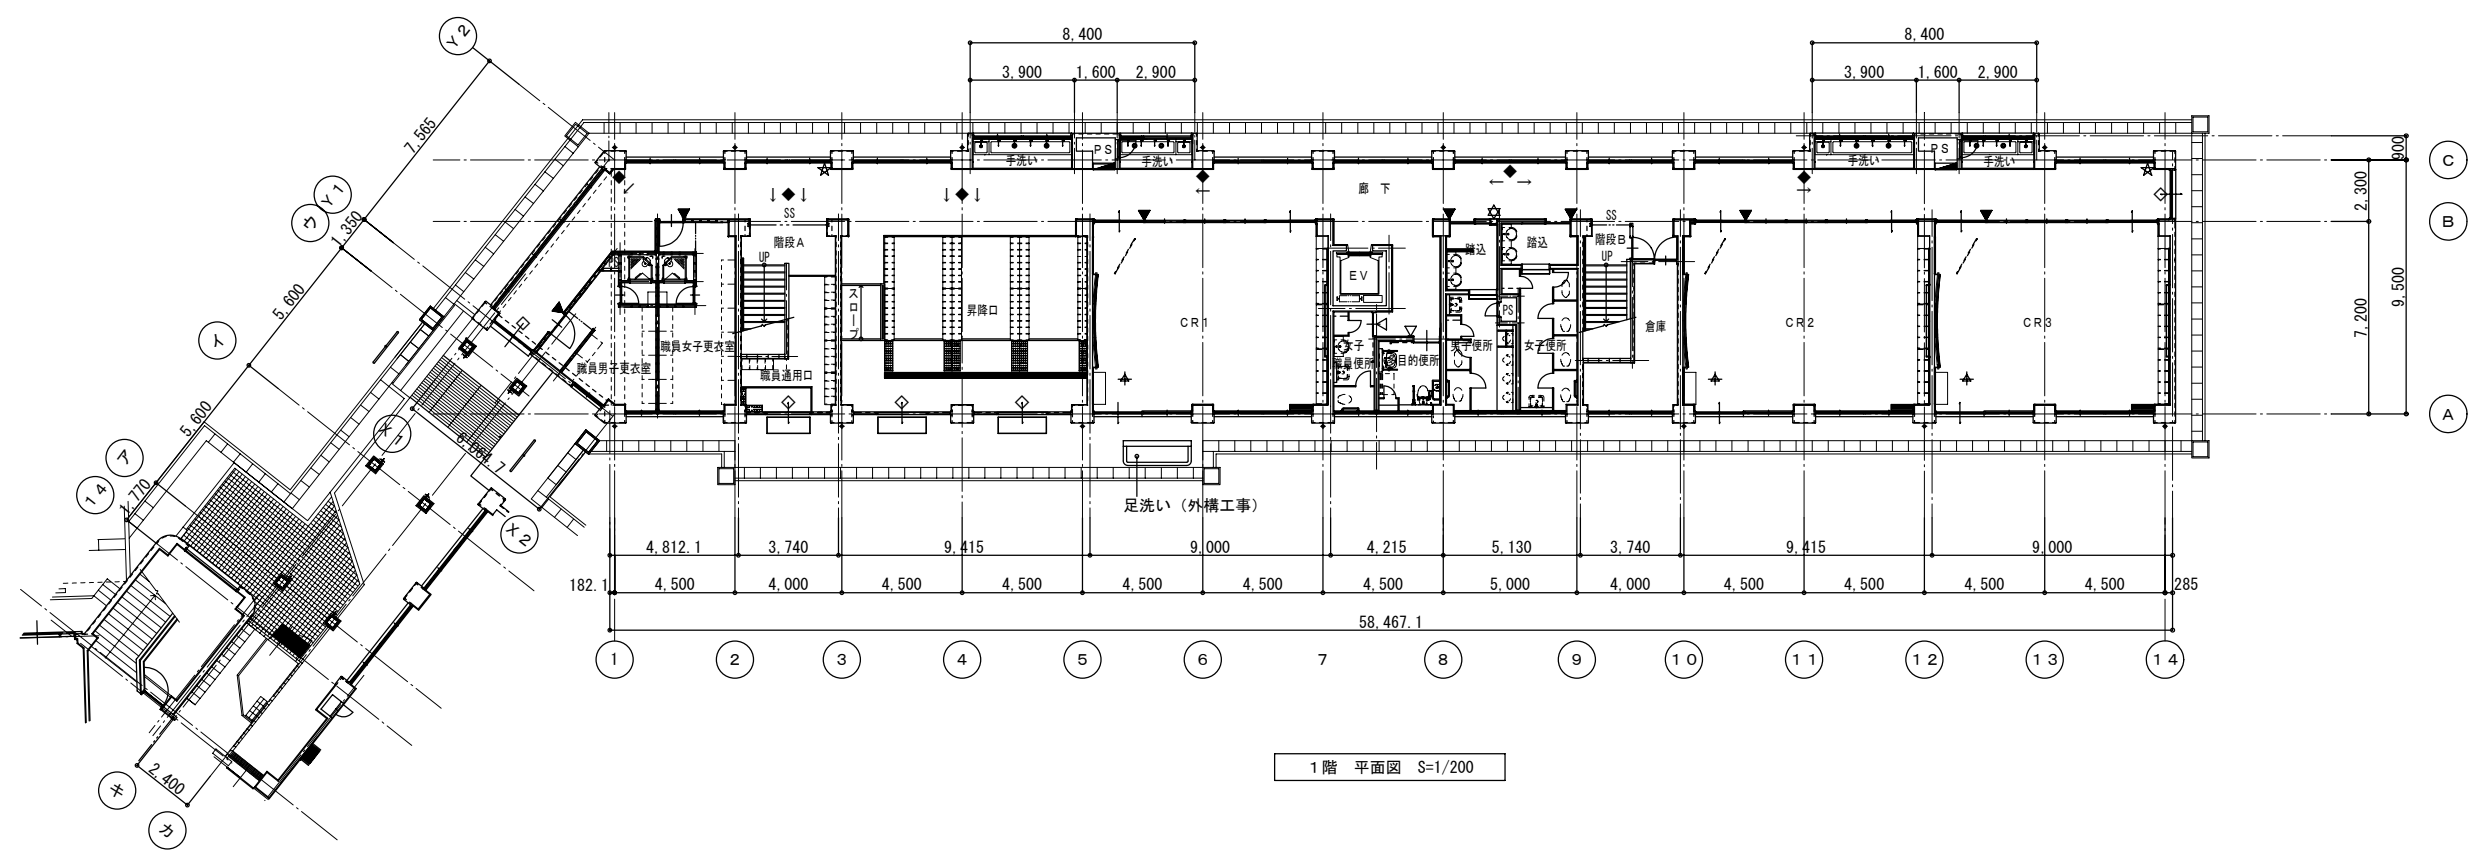 Y2
8,400
8,400
3,900
1,600
2,900
3,900
1,600
2,900
7,565
Y1
ウ
1,350
5,600
イ
5,600
ア
14
1,770
X1
6,964.7
X2
手洗い
PS
手洗い
手洗い
PS
手洗い
廊 下
SS
階段A
UP
スロープ
昇降口
職員女子更衣室
職員男子更衣室
職員通用口
CR1
EV
女子
職員便所
多目的便所
踏込
踏込
PS
男子便所
女子便所
SS
階段B
UP
倉庫
CR2
CR3
900
2,300
7,200
9,500
C
B
A
足洗い（外構工事）
4,812.1
3,740
9,415
9,000
4,215
5,130
3,740
9,415
9,000
182.1
4,500
4,000
4,500
4,500
4,500
4,500
4,500
5,000
4,000
4,500
4,500
4,500
4,500
285
58,467.1
1
2
3
4
5
6
7
8
9
10
11
12
13
14
2,400
キ
カ
1階 平面図 S=1/200